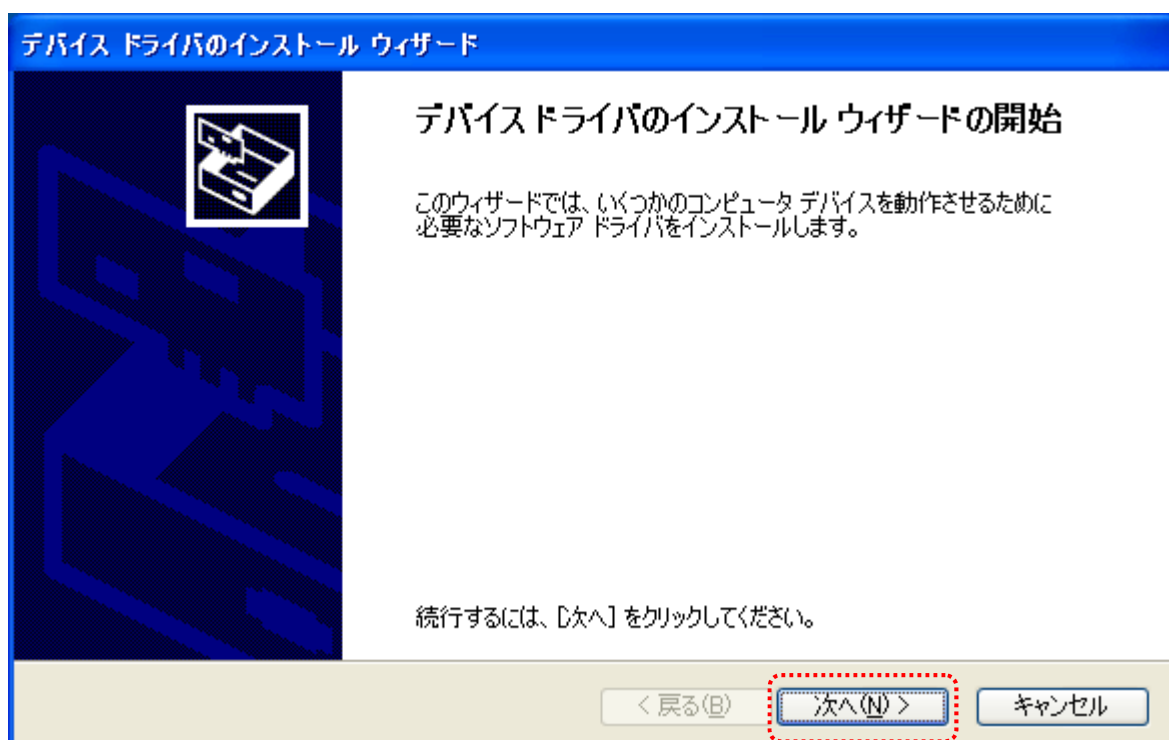 デバイス ドライバのインストール ウィザード
デバイス ドライバのインストール ウィザードの開始
このウィザードでは、いくつかのコンピュータ デバイスを動作させるために
必要なソフトウェア ドライバをインストールします。
続行するには、[次へ] をクリックしてください。
< 戻る(B)
次へ(N) >
キャンセル